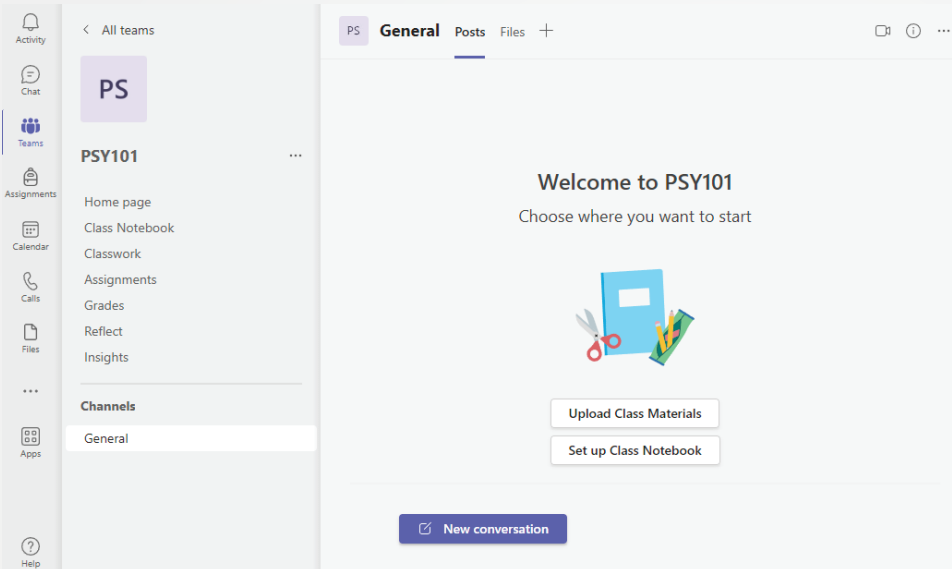 Activity
Chat
Teams
Assignments
Calendar
Calls
Files
Apps
Help
All teams
PS
PSY101
Home page
Class Notebook
Classwork
Assignments
Grades
Reflect
Insights
Channels
General
PS General Posts Files
Welcome to PSY101
Choose where you want to start
Upload Class Materials
Set up Class Notebook
New conversation